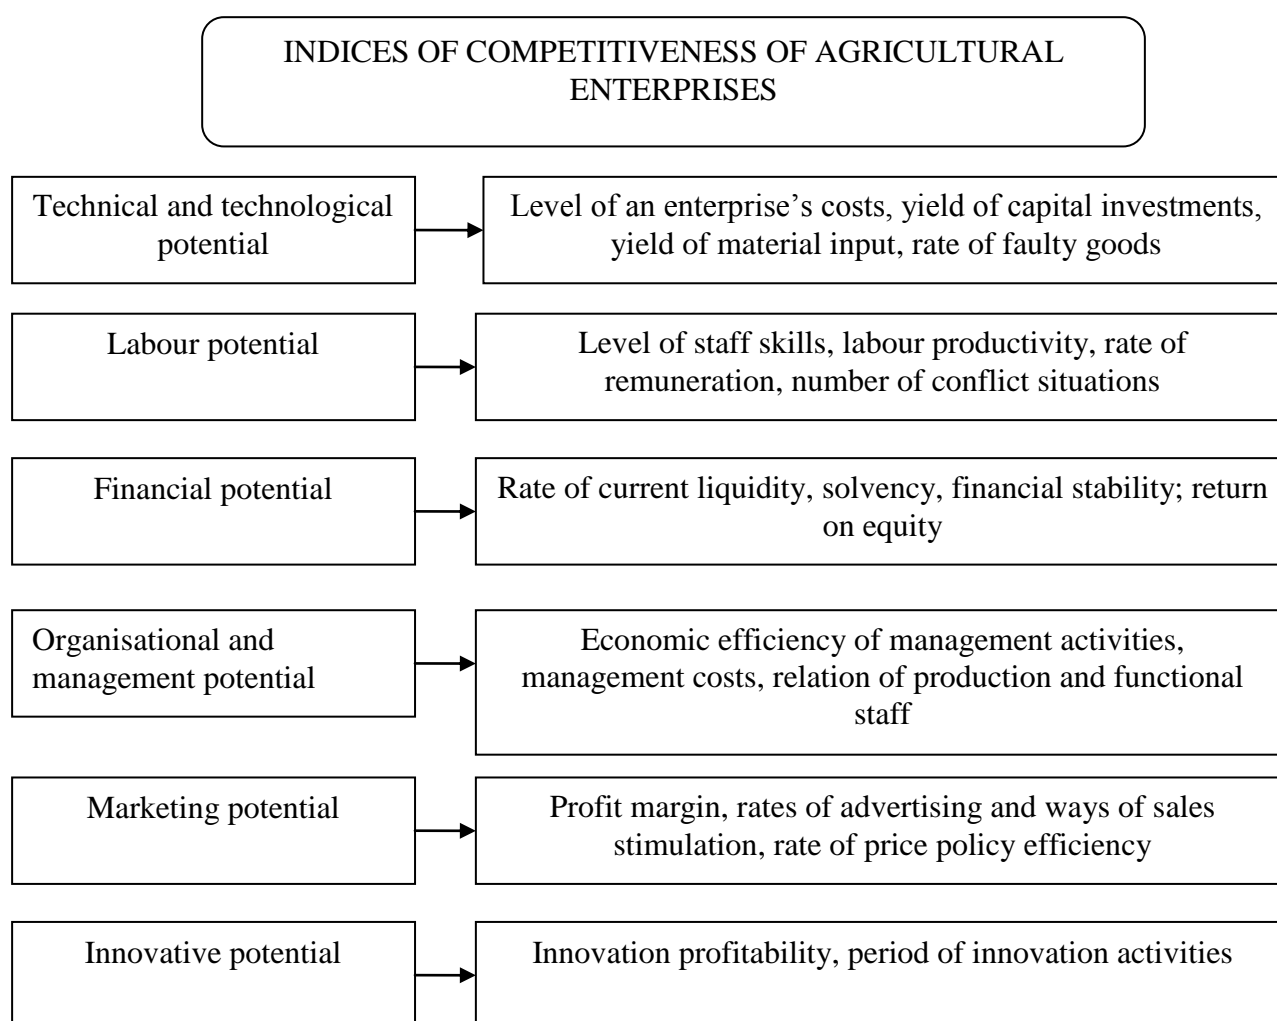 INDICES OF COMPETITIVENESS OF AGRICULTURAL
ENTERPRISES
Technical and technological
potential
Level of an enterprise’s costs, yield of capital investments,
yield of material input, rate of faulty goods
Labour potential
Level of staff skills, labour productivity, rate of
remuneration, number of conflict situations
Financial potential
Rate of current liquidity, solvency, financial stability; return
on equity
Organisational and
management potential
Economic efficiency of management activities,
management costs, relation of production and functional
staff
Marketing potential
Profit margin, rates of advertising and ways of sales
stimulation, rate of price policy efficiency
Innovative potential
Innovation profitability, period of innovation activities